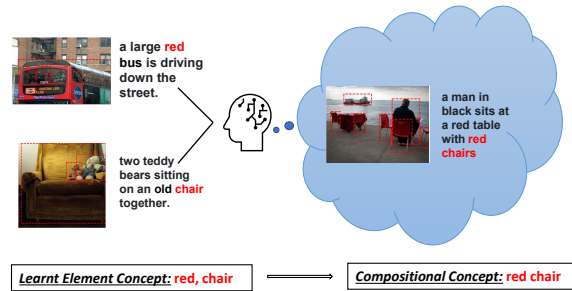 a large red
bus is driving
down the
street.
two teddy
bears sitting
on an old chair
together.
a man in
black sits at
a red table
with red
chairs
Learnt Element Concept: red, chair
Compositional Concept: red chair